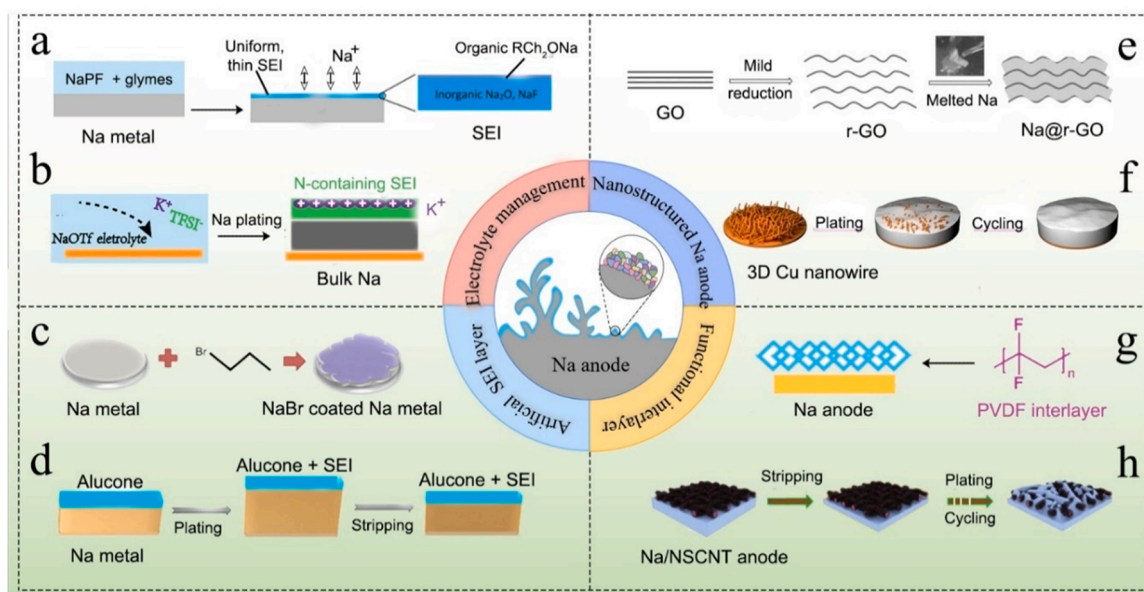 a
NaPF + glymes
Na metal
Uniform,
thin SEI
Na⁺
Organic RCh₂ONa
Inorganic Na₂O, NaF
SEI
b
K⁺
TFSI⁻
NaOTf eletrolyte
Na plating
N-containing SEI
+ + + + + + + +
K⁺
Bulk Na
c
Na metal
Br
NaBr coated Na metal
d
Alucone
Na metal
Plating
Alucone + SEI
Stripping
Alucone + SEI
Electrolyte management
Nanostructured Na anode
Artificial SEI layer
Functional interlayer
Na anode
e
GO
Mild
reduction
r-GO
Melted Na
Na@r-GO
f
3D Cu nanowire
Plating
Cycling
g
Na anode
F
F
n
PVDF interlayer
h
Na/NSCNT anode
Stripping
Plating
Cycling